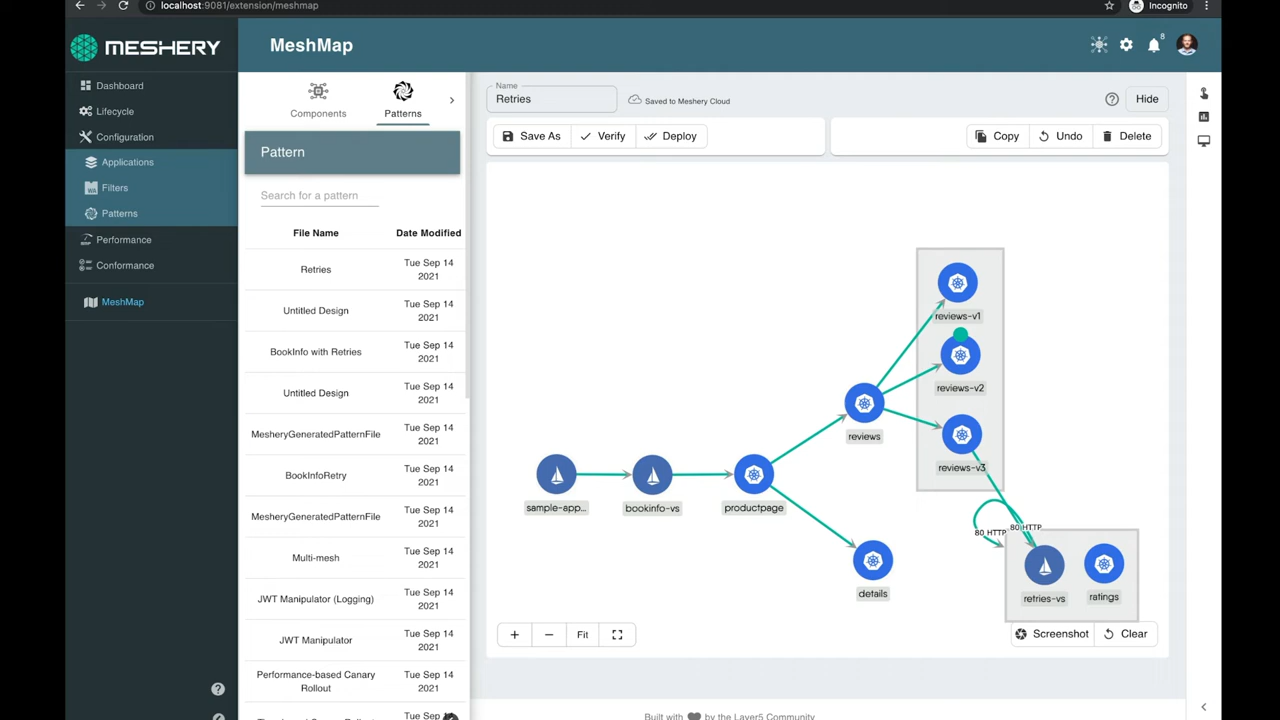 localhost:9081/extension/meshmap
Incognito
MESHERY
MeshMap
8
Dashboard
Lifecycle
Configuration
Applications
Filters
Patterns
Performance
Conformance
MeshMap
Components
Patterns
Pattern
Search for a pattern
File Name Date Modified
Retries Tue Sep 14
2021
Untitled Design Tue Sep 14
2021
BookInfo with Retries Tue Sep 14
2021
Untitled Design Tue Sep 14
2021
MesheryGeneratedPatternFile Tue Sep 14
2021
BookInfoRetry Tue Sep 14
2021
MesheryGeneratedPatternFile Tue Sep 14
2021
Multi-mesh Tue Sep 14
2021
JWT Manipulator (Logging) Tue Sep 14
2021
JWT Manipulator Tue Sep 14
2021
Performance-based Canary Tue Sep 14
Rollout 2021
Tue Sep
Name
Retries
Saved to Meshery Cloud
Hide
Save As Verify Deploy
Copy Undo Delete
reviews-v1
reviews-v2
reviews
reviews-v3
sample-app...
bookinfo-vs
productpage
80 HTTP
80 HTTP
details
retries-vs
ratings
Fit
Screenshot Clear
Built with by the Layer5 Community